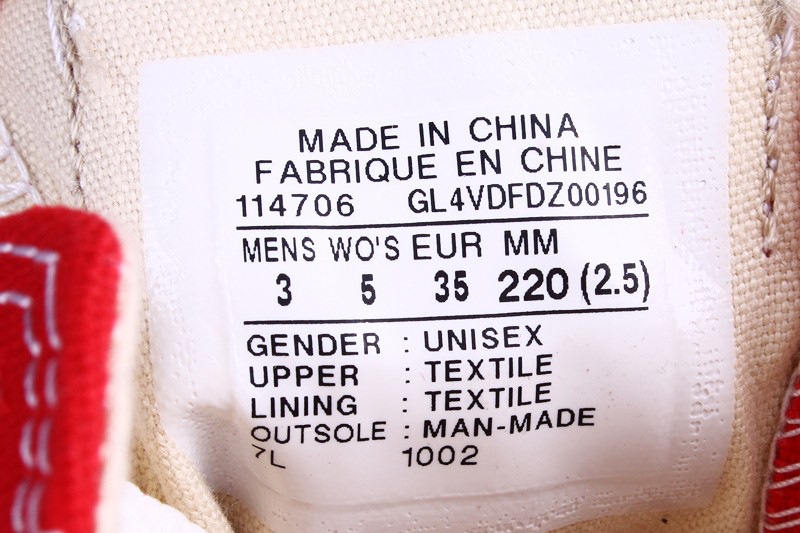 MADE IN CHINA
FABRIQUE EN CHINE
114706 GL4VDFDZ00196
MENS WO'S EUR MM
3 5 35 220 (2.5)
GENDER : UNISEX
UPPER : TEXTILE
LINING : TEXTILE
OUTSOLE : MAN-MADE
1002